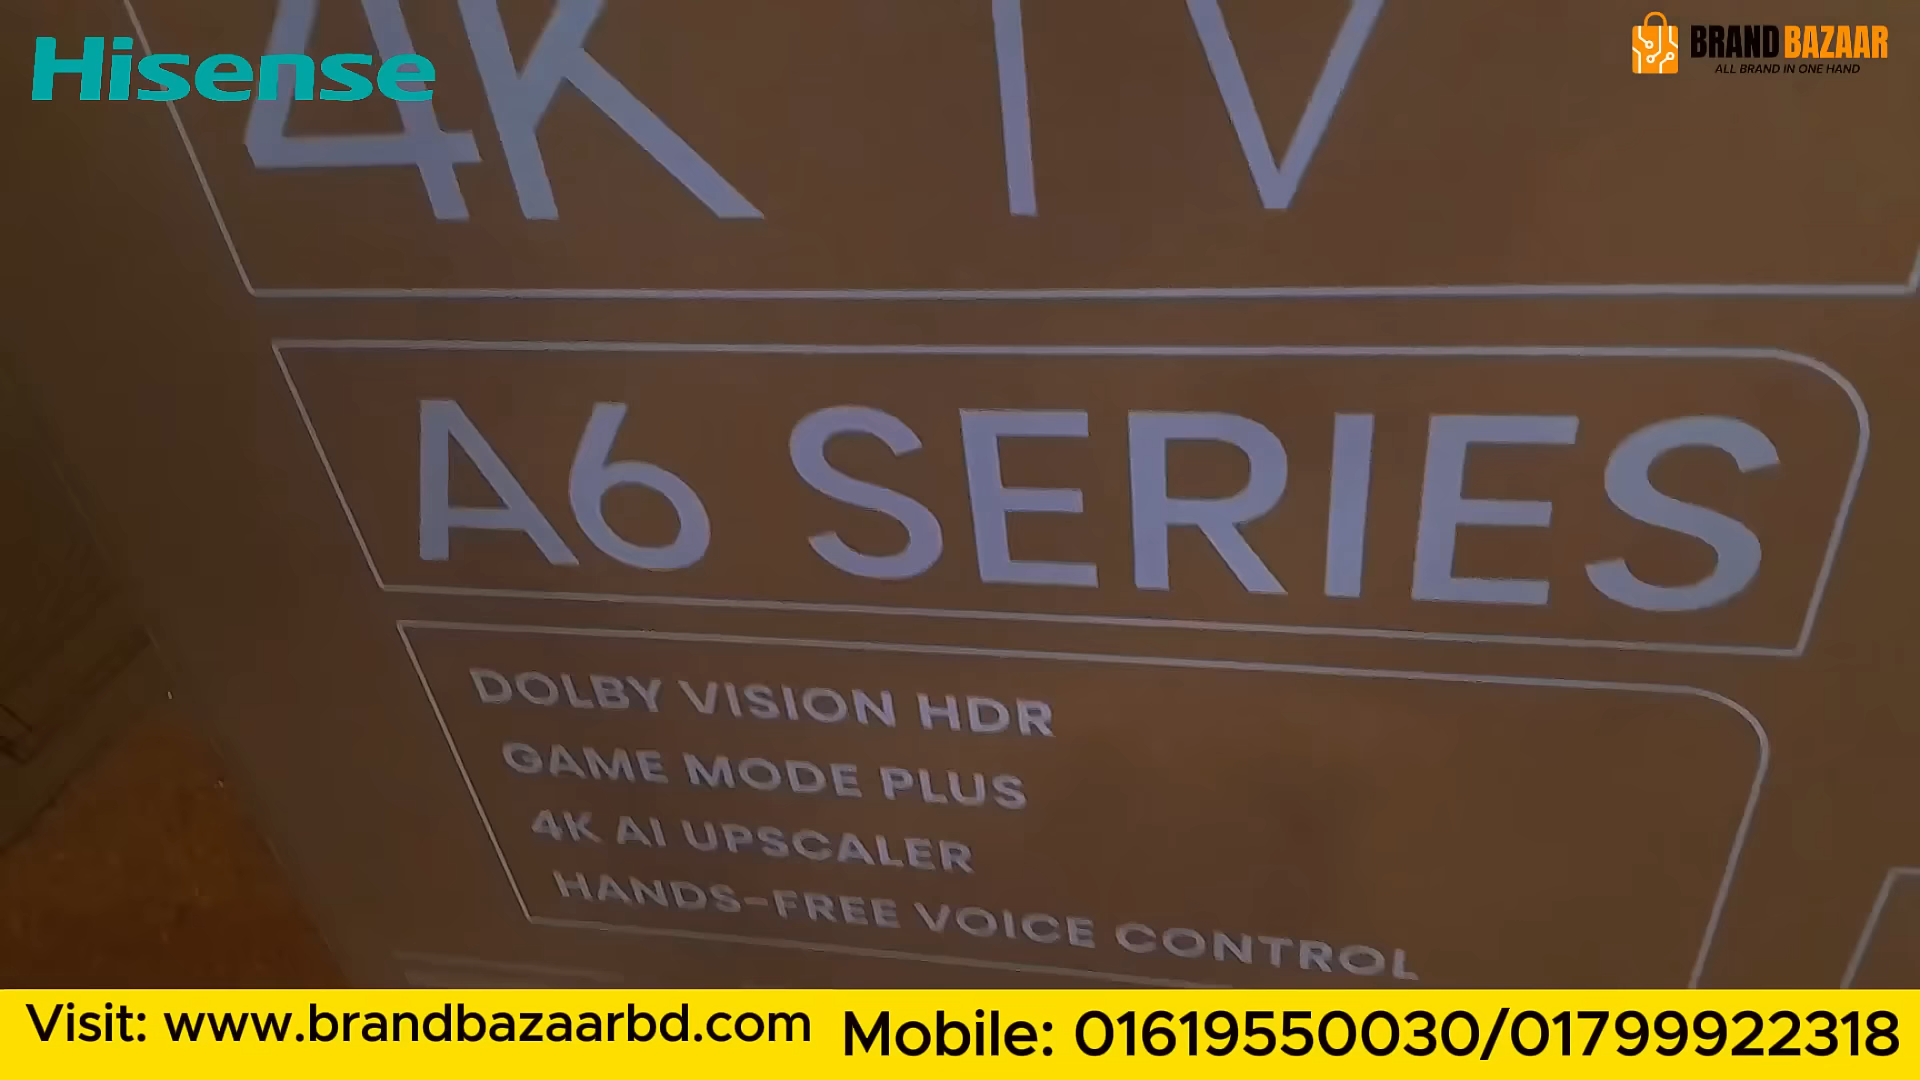 Hisense
BRAND BAZAAR
ALL BRAND IN ONE HAND
4K TV
A6 SERIES
DOLBY VISION HDR
GAME MODE PLUS
4K AI UPSCALER
HANDS-FREE VOICE CONTROL
Visit: www.brandbazaarbd.com
Mobile: 01619550030/01799922318